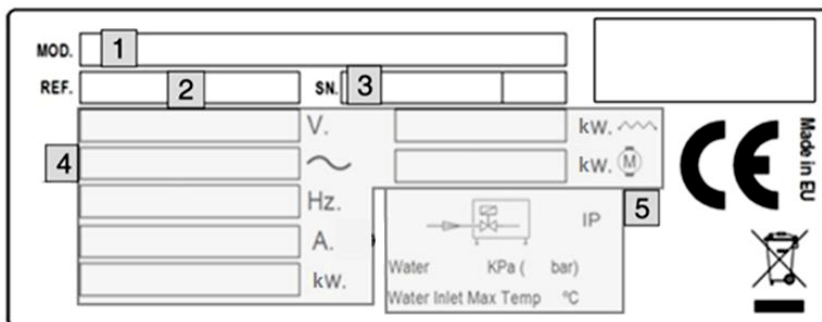 MOD. 1
REF. 2 SN. 3
V. kW.
4 kW. M
Hz. 5
IP
A.
Water KPa ( bar)
kW.
Water Inlet Max Temp ºC
CE
Made in EU